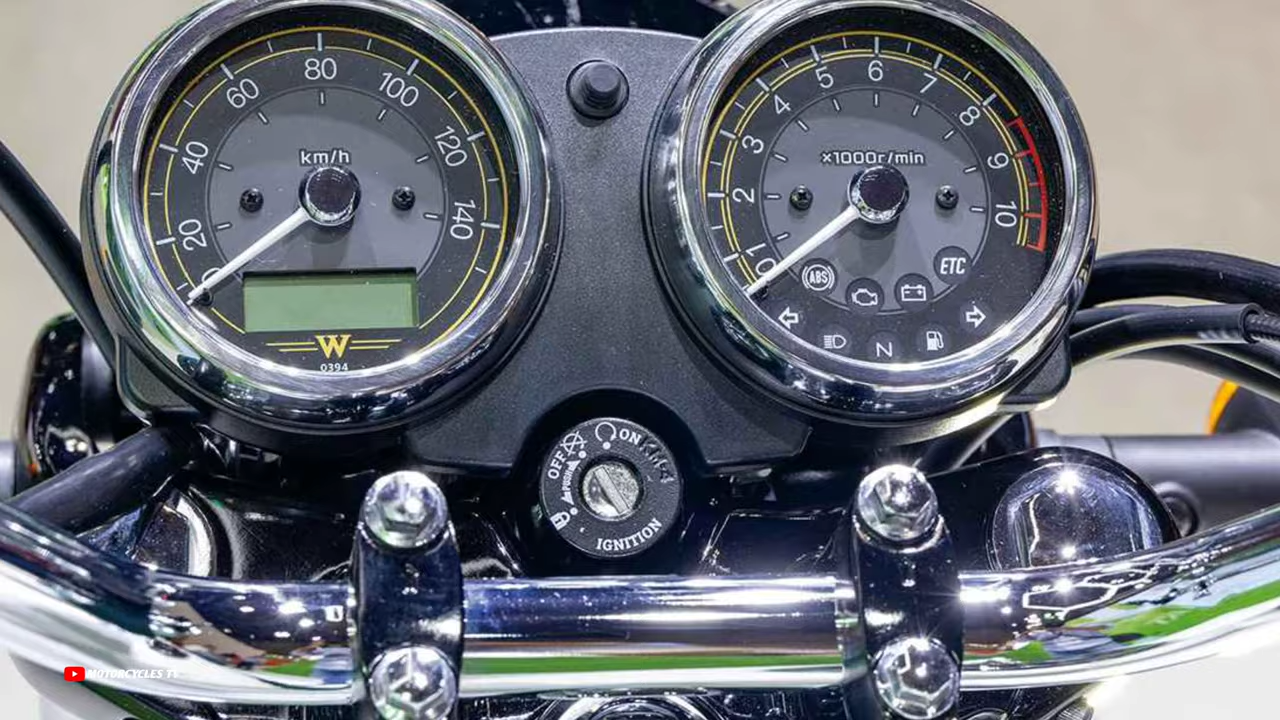 20
40
60
80
100
120
140
km/h
W
0394
0
1
2
3
4
5
6
7
8
9
10
×1000r/min
ABS
ETC
N
OFF
ON
PUSH
IGNITION
MOTORCYCLES TV